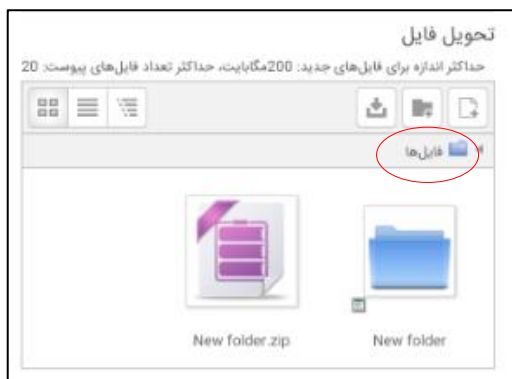 تحویل فایل
حداکثر اندازه برای فایل‌های جدید: 200مگابایت، حداکثر تعداد فایل‌های پیوست: 20
فایل‌ها
New folder
New folder.zip